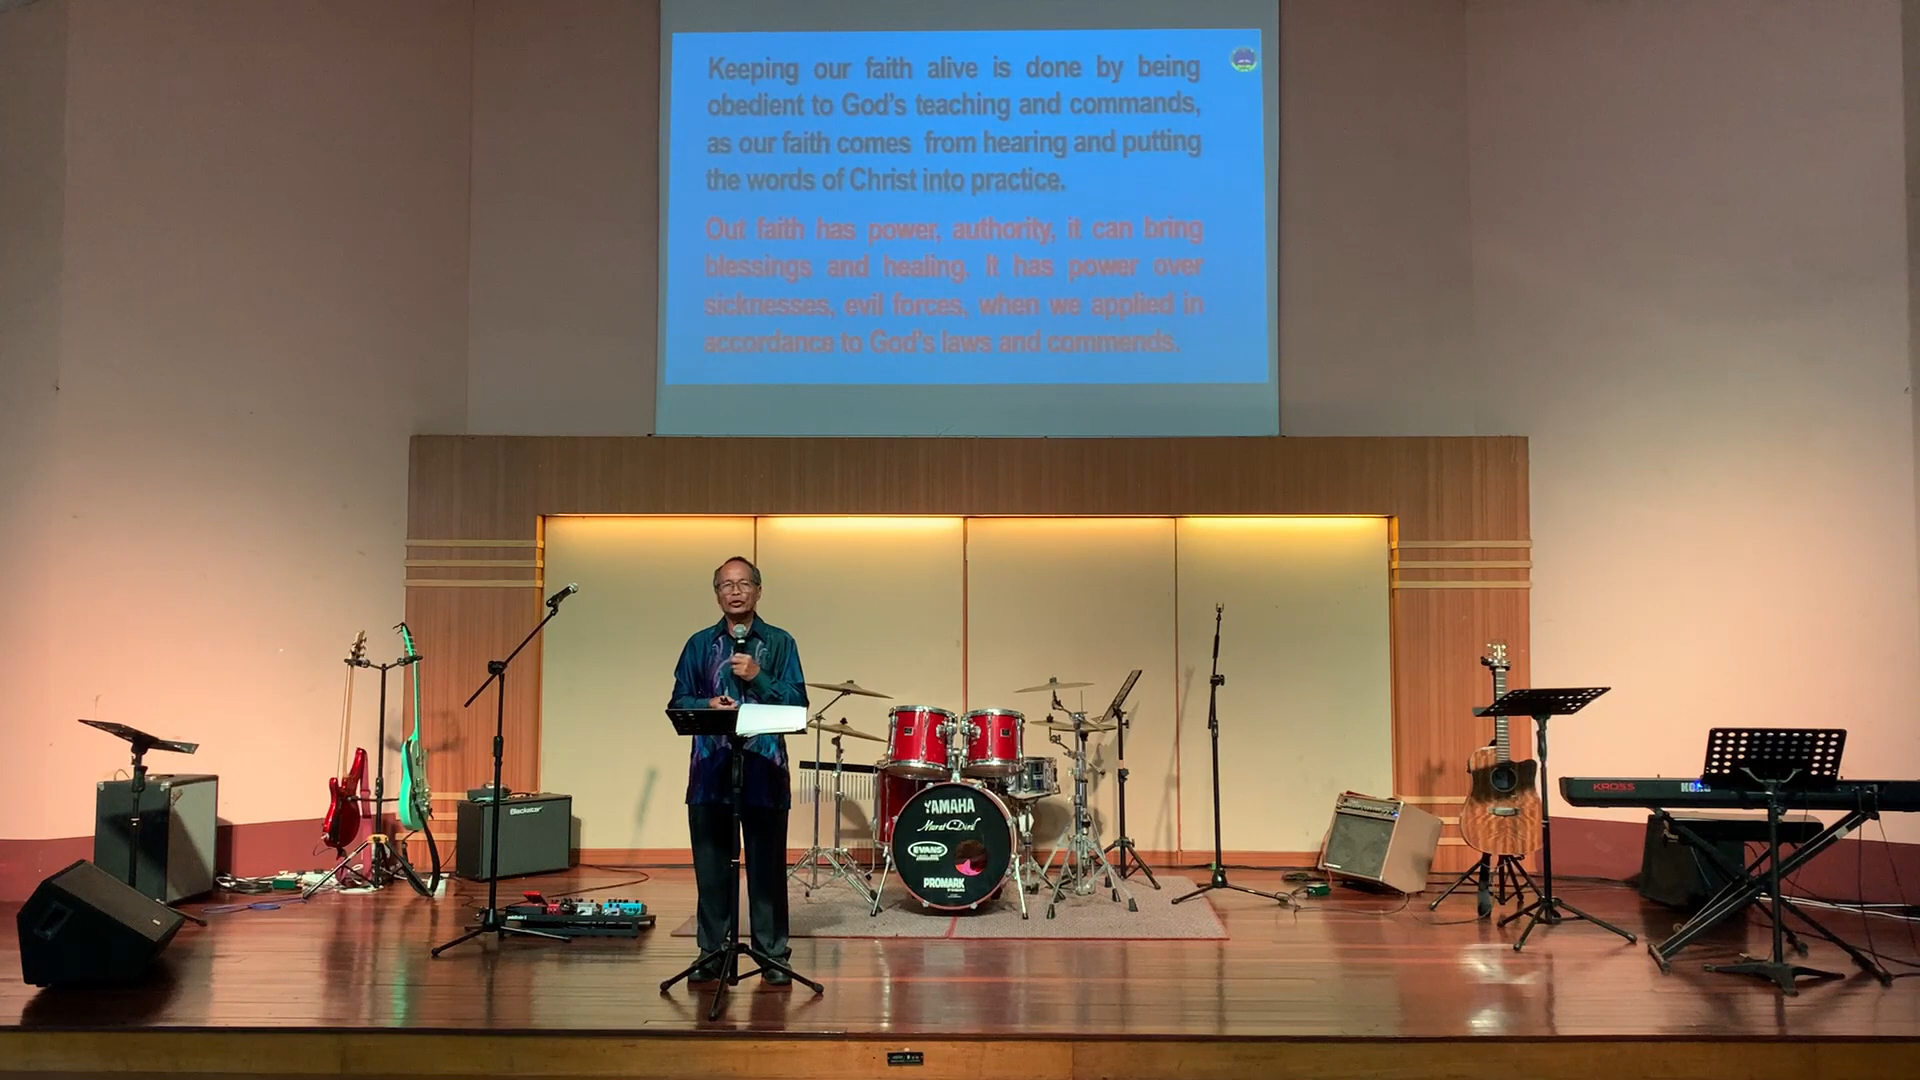 Keeping our faith alive is done by being
obedient to God's teaching and commands,
as our faith comes from hearing and putting
the words of Christ into practice.
Out faith has power, authority, it can bring
blessings and healing. It has power over
sicknesses, evil forces, when we applied in
accordance to God's laws and commends.
Blackstar
YAMAHA
EVANS
PROMARK
KROSS
KORG